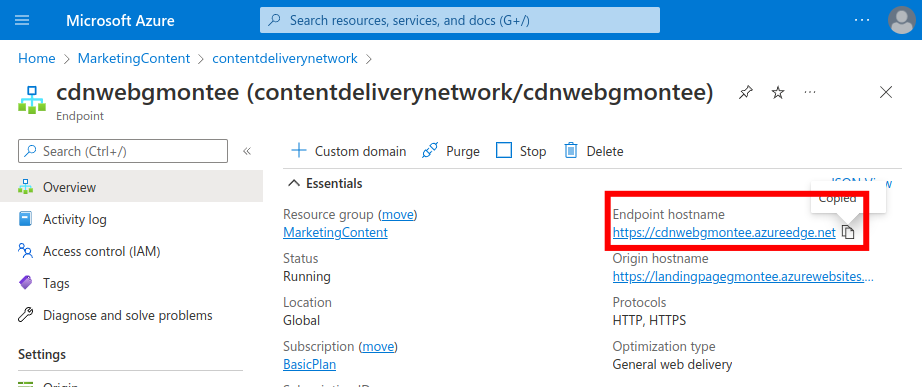 Microsoft Azure
Search resources, services, and docs (G+/)
Home > MarketingContent > contentdeliverynetwork >
cdnwebgmontee (contentdeliverynetwork/cdnwebgmontee)
Endpoint
Search (Ctrl+/)
Overview
Activity log
Access control (IAM)
Tags
Diagnose and solve problems
Settings
Custom domain
Purge
Stop
Delete
Essentials
JSON View
Copied
Resource group (move)
MarketingContent
Status
Running
Location
Global
Subscription (move)
BasicPlan
Endpoint hostname
https://cdnwebgmontee.azureedge.net
Origin hostname
https://landingpagegmontee.azurewebsites....
Protocols
HTTP, HTTPS
Optimization type
General web delivery